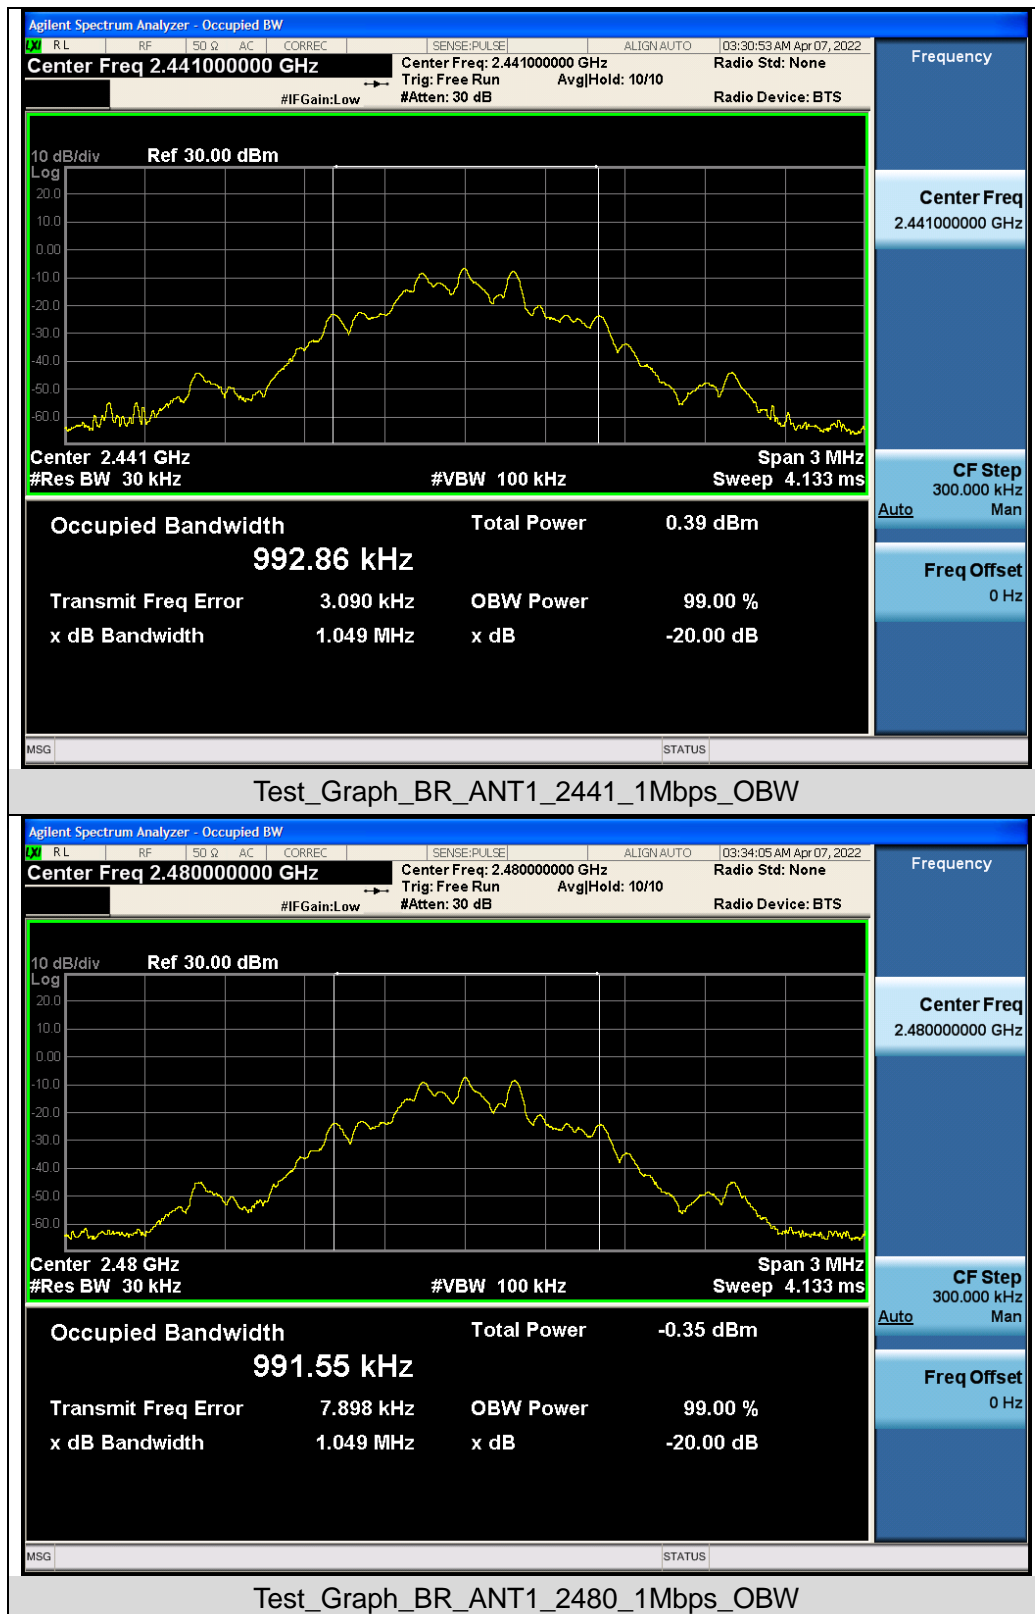 Agilent Spectrum Analyzer - Occupied BW
LXI RL RF 50 Ω AC CORREC SENSE:PULSE ALIGN AUTO 03:30:53 AM Apr 07, 2022
Center Freq 2.441000000 GHz
Center Freq: 2.441000000 GHz Radio Std: None
Trig: Free Run Avg|Hold: 10/10
#IFGain:Low #Atten: 30 dB Radio Device: BTS
Frequency
10 dB/div Ref 30.00 dBm
Log
20.0
10.0
0.00
-10.0
-20.0
-30.0
-40.0
-50.0
-60.0
Center Freq
2.441000000 GHz
Center 2.441 GHz Span 3 MHz
#Res BW 30 kHz #VBW 100 kHz Sweep 4.133 ms
CF Step
300.000 kHz
Auto Man
Occupied Bandwidth Total Power 0.39 dBm
992.86 kHz
Transmit Freq Error 3.090 kHz OBW Power 99.00 %
x dB Bandwidth 1.049 MHz x dB -20.00 dB
Freq Offset
0 Hz
MSG STATUS
Test_Graph_BR_ANT1_2441_1Mbps_OBW
Agilent Spectrum Analyzer - Occupied BW
LXI RL RF 50 Ω AC CORREC SENSE:PULSE ALIGN AUTO 03:34:05 AM Apr 07, 2022
Center Freq 2.480000000 GHz
Center Freq: 2.480000000 GHz Radio Std: None
Trig: Free Run Avg|Hold: 10/10
#IFGain:Low #Atten: 30 dB Radio Device: BTS
Frequency
10 dB/div Ref 30.00 dBm
Log
20.0
10.0
0.00
-10.0
-20.0
-30.0
-40.0
-50.0
-60.0
Center Freq
2.480000000 GHz
Center 2.48 GHz Span 3 MHz
#Res BW 30 kHz #VBW 100 kHz Sweep 4.133 ms
CF Step
300.000 kHz
Auto Man
Occupied Bandwidth Total Power -0.35 dBm
991.55 kHz
Transmit Freq Error 7.898 kHz OBW Power 99.00 %
x dB Bandwidth 1.049 MHz x dB -20.00 dB
Freq Offset
0 Hz
MSG STATUS
Test_Graph_BR_ANT1_2480_1Mbps_OBW